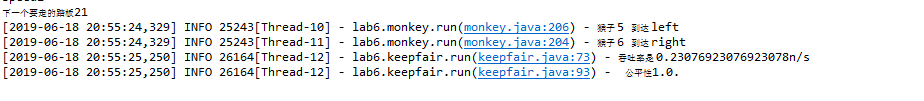 下一个要走的踏板21
[2019-06-18 20:55:24,329] INFO 25243[Thread-10] - lab6.monkey.run(monkey.java:206) - 猴子5 到达left
[2019-06-18 20:55:24,329] INFO 25243[Thread-11] - lab6.monkey.run(monkey.java:204) - 猴子6 到达right
[2019-06-18 20:55:25,250] INFO 26164[Thread-12] - lab6.keepfair.run(keepfair.java:73) - 吞吐率是0.23076923076923078n/s
[2019-06-18 20:55:25,250] INFO 26164[Thread-12] - lab6.keepfair.run(keepfair.java:93) - 公平性1.0.